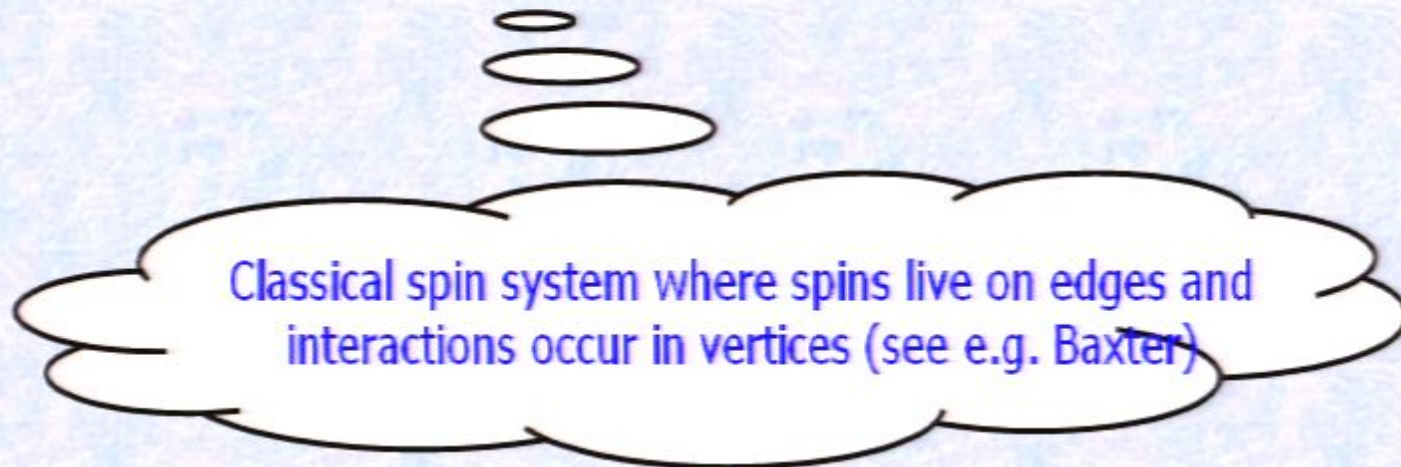 Classical spin system where spins live on edges and
interactions occur in vertices (see e.g. Baxter)